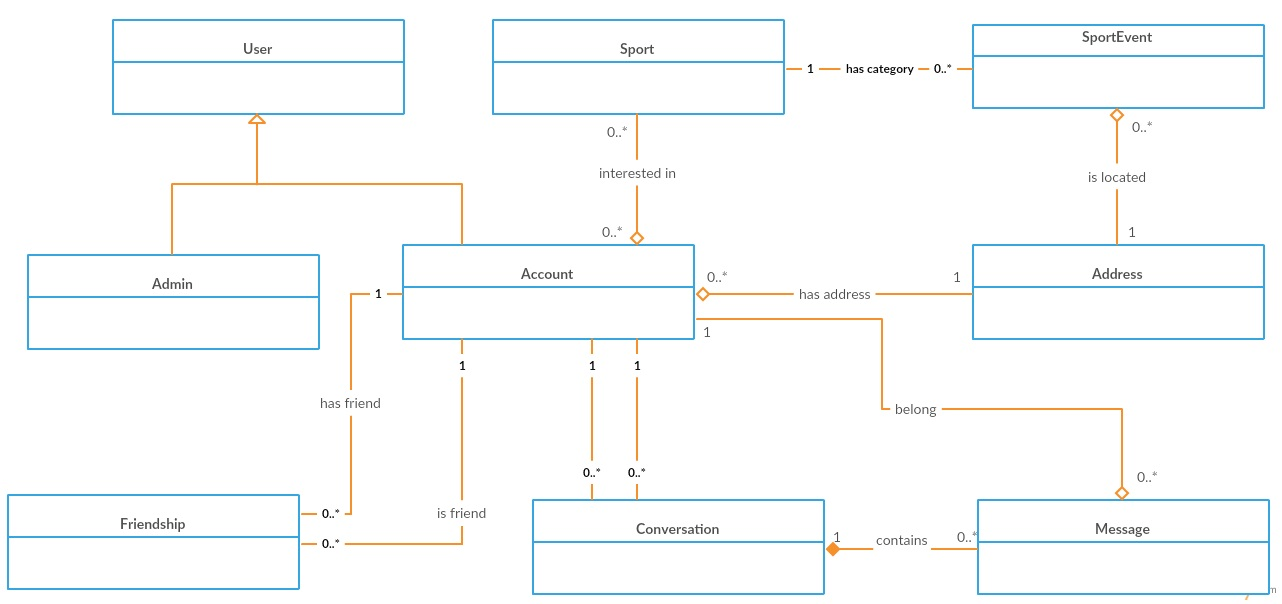 User
Sport
SportEvent
1 has category 0..*
0..*
0..*
interested in
is located
0..*
1
Admin
Account
Address
0..*
1
1
has address
1
1
1
1
has friend
belong
0..*
0..*
0..*
0..*
is friend
0..*
Friendship
Conversation
Message
1
contains
0..*